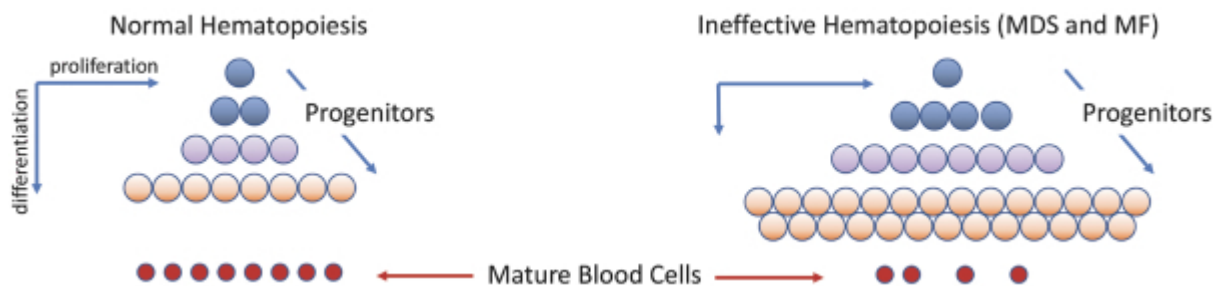 Normal Hematopoiesis
Ineffective Hematopoiesis (MDS and MF)
proliferation
differentiation
Progenitors
Progenitors
Mature Blood Cells